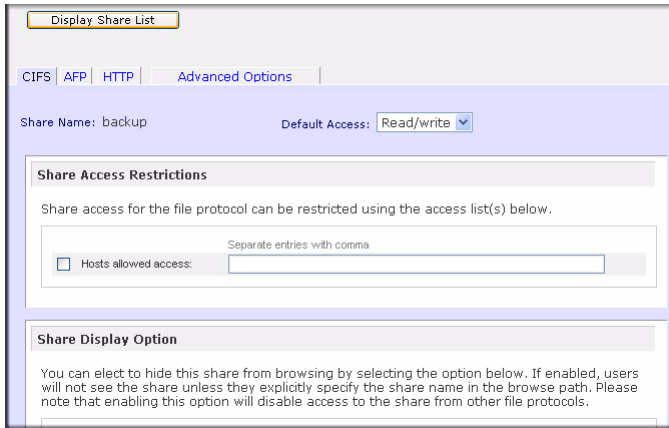 Display Share List
CIFS AFP HTTP Advanced Options
Share Name: backup Default Access: Read/write
Share Access Restrictions
Share access for the file protocol can be restricted using the access list(s) below.
Separate entries with comma
Hosts allowed access:
Share Display Option
You can elect to hide this share from browsing by selecting the option below. If enabled, users
will not see the share unless they explicitly specify the share name in the browse path. Please
note that enabling this option will disable access to the share from other file protocols.